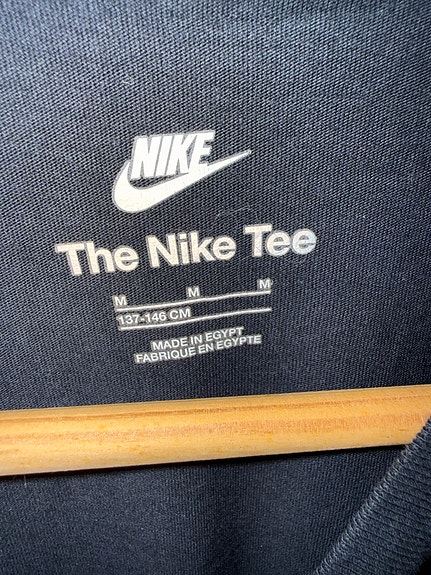 NIKE
The Nike Tee
M M M
137-146 CM
MADE IN EGYPT
FABRIQUE EN EGYPTE